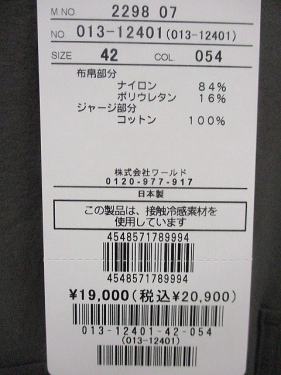 M NO 2298 07
NO 013-12401(013-12401)
SIZE 42 COL 054
布帛部分
ナイロン 84%
ポリウレタン 16%
ジャージ部分
コットン 100%
株式会社ワールド
0120-977-917
日本製
この製品は、接触冷感素材を
使用しています
4548571789994
4548571789994
¥19,000(税込¥20,900)
013-12401-42-054
(013-12401)